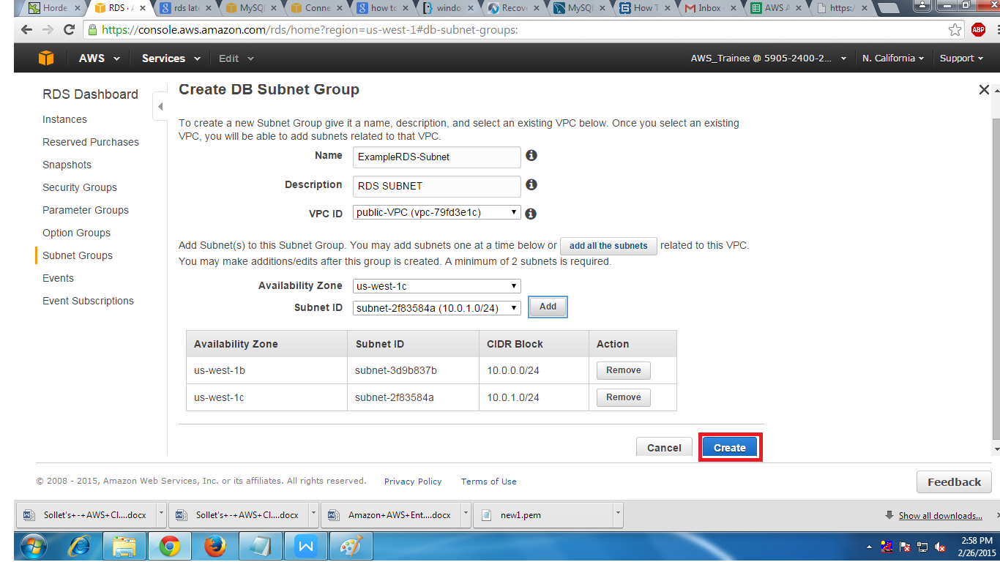 Horde
RDS · A
rds late
MySQL
Conne
how to
windo
Recove
MySQL
How T
Inbox -
AWS A
https:/
https://console.aws.amazon.com/rds/home?region=us-west-1#db-subnet-groups:
ABP
AWS Services Edit AWS_Trainee @ 5905-2400-2... N. California Support
RDS Dashboard
Instances
Reserved Purchases
Snapshots
Security Groups
Parameter Groups
Option Groups
Subnet Groups
Events
Event Subscriptions
Create DB Subnet Group
To create a new Subnet Group give it a name, description, and select an existing VPC below. Once you select an existing
VPC, you will be able to add subnets related to that VPC.
Name ExampleRDS-Subnet
Description RDS SUBNET
VPC ID public-VPC (vpc-79fd3e1c)
Add Subnet(s) to this Subnet Group. You may add subnets one at a time below or add all the subnets related to this VPC.
You may make additions/edits after this group is created. A minimum of 2 subnets is required.
Availability Zone us-west-1c
Subnet ID subnet-2f83584a (10.0.1.0/24) Add
Availability Zone Subnet ID CIDR Block Action
us-west-1b subnet-3d9b837b 10.0.0.0/24 Remove
us-west-1c subnet-2f83584a 10.0.1.0/24 Remove
Cancel Create
© 2008 - 2015, Amazon Web Services, Inc. or its affiliates. All rights reserved. Privacy Policy Terms of Use
Feedback
Sollet's+-+AWS+Cl....docx Sollet's+-+AWS+Cl....docx Amazon+AWS+Ent....docx new1.pem Show all downloads...
2:58 PM
2/26/2015